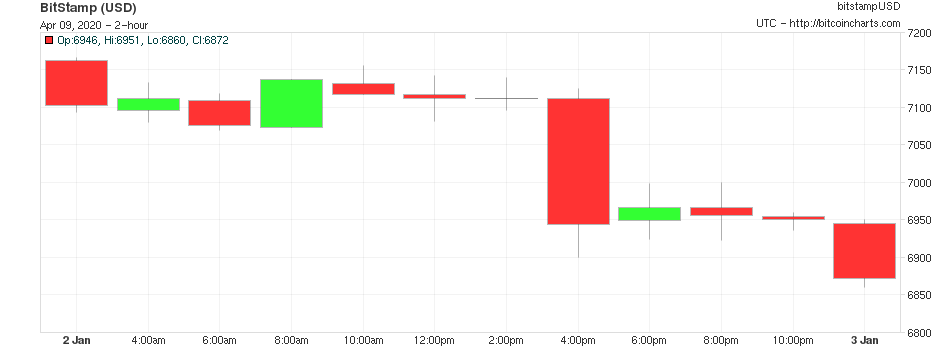 BitStamp (USD)
bitstampUSD
Apr 09, 2020 - 2-hour
UTC - http://bitcoincharts.com
Op:6946, Hi:6951, Lo:6860, Cl:6872
7200
7150
7100
7050
7000
6950
6900
6850
6800
2 Jan 4:00am 6:00am 8:00am 10:00am 12:00pm 2:00pm 4:00pm 6:00pm 8:00pm 10:00pm 3 Jan